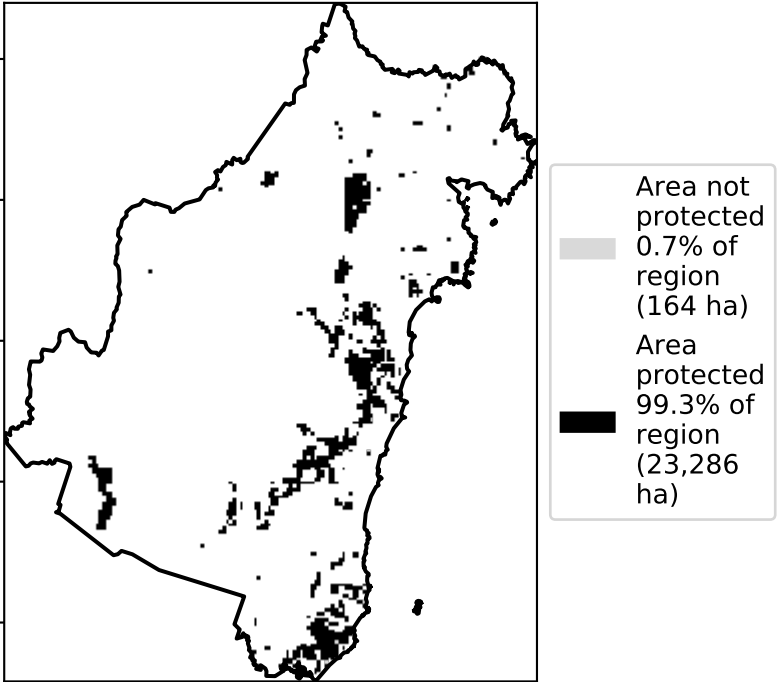 Area not
protected
0.7% of
region
(164 ha)
Area
protected
99.3% of
region
(23,286
ha)